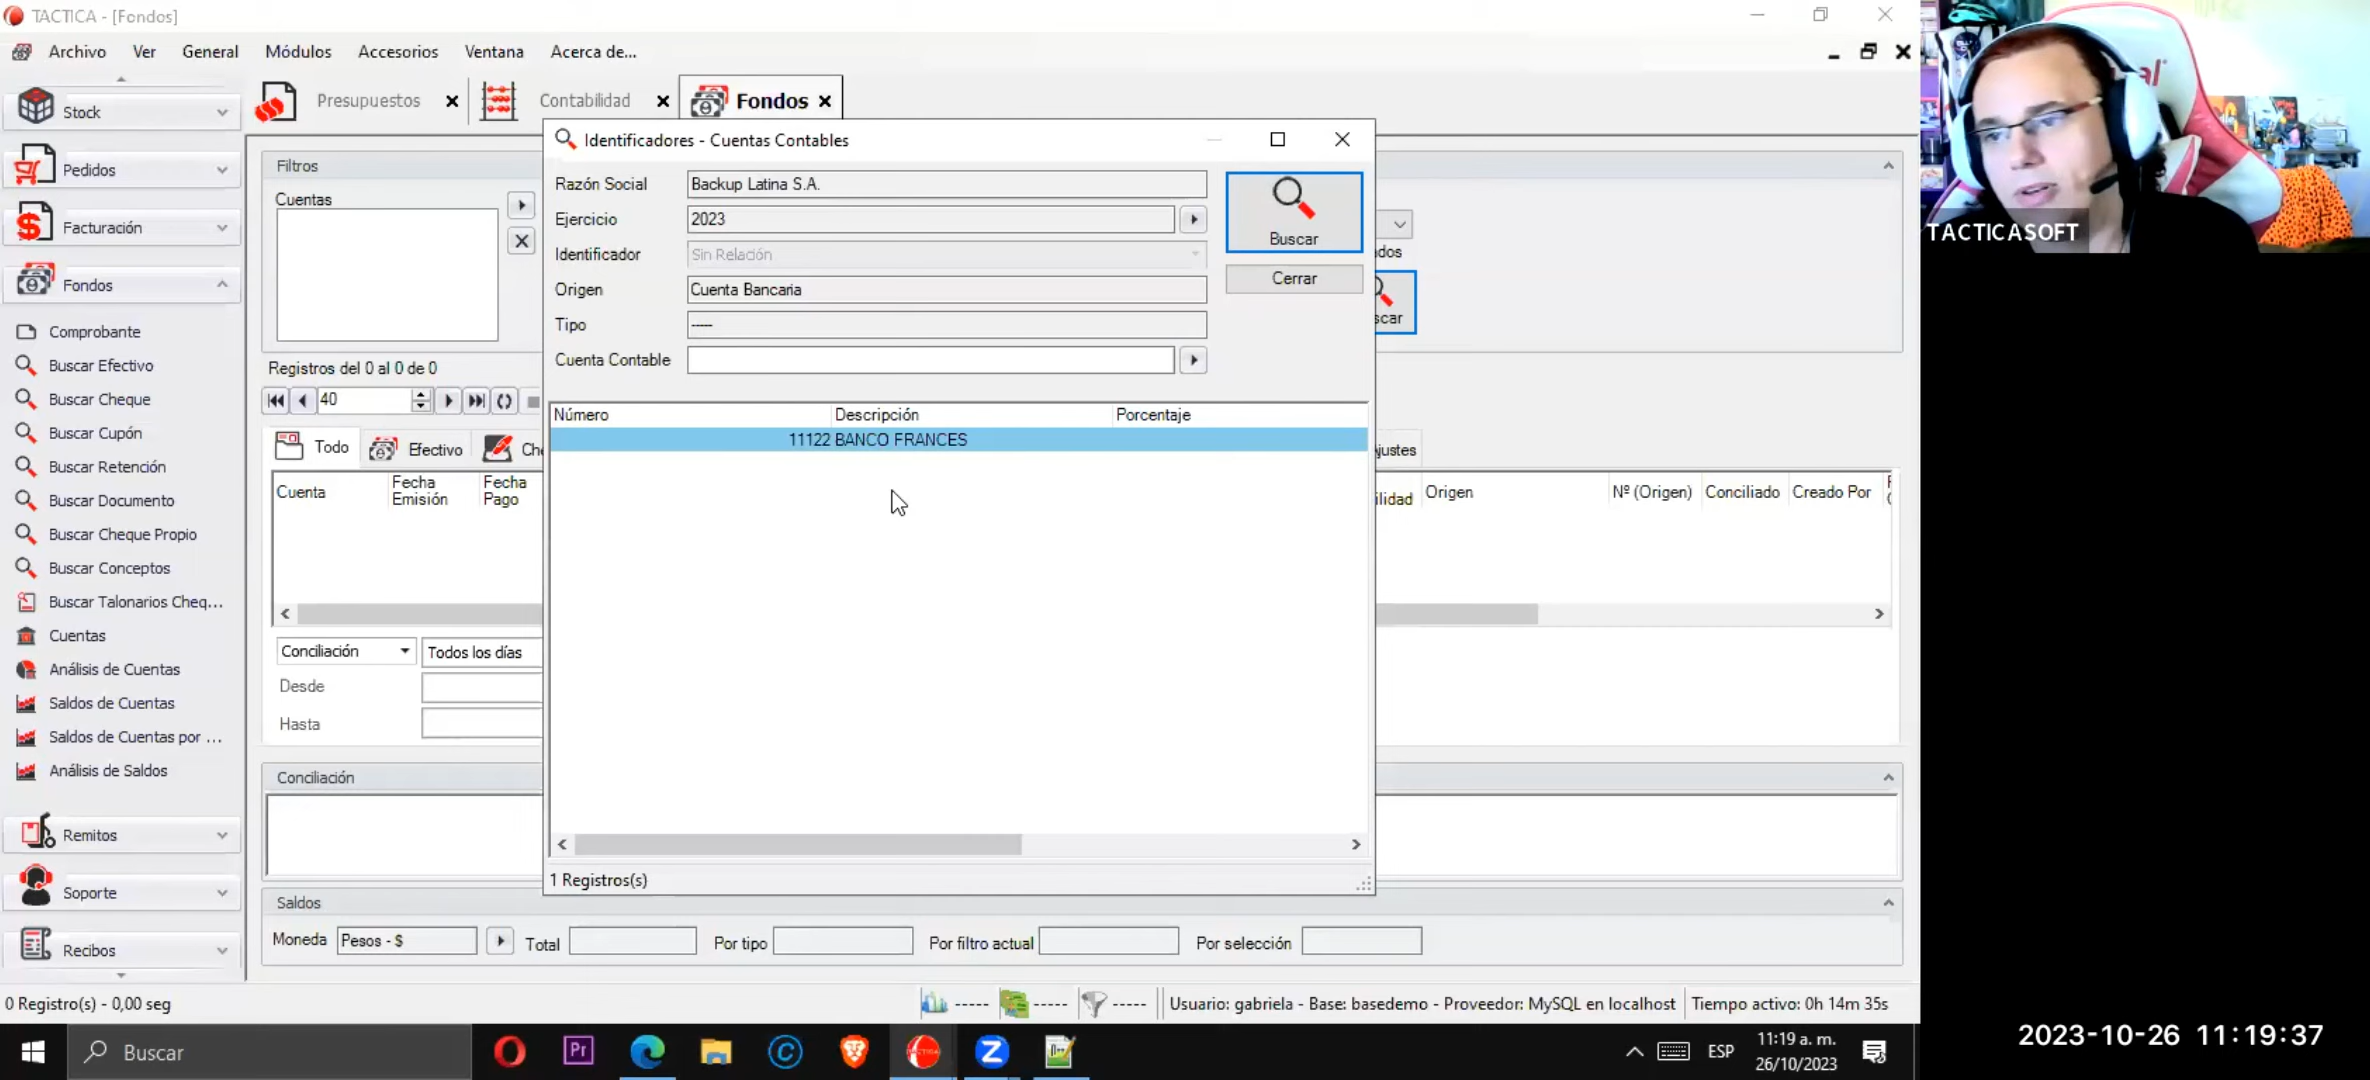 TACTICA - [Fondos]
Archivo Ver General Módulos Accesorios Ventana Acerca de...
Stock
Pedidos
Facturación
Fondos
Comprobante
Buscar Efectivo
Buscar Cheque
Buscar Cupón
Buscar Retención
Buscar Documento
Buscar Cheque Propio
Buscar Conceptos
Buscar Talonarios Cheq...
Cuentas
Análisis de Cuentas
Saldos de Cuentas
Saldos de Cuentas por ...
Análisis de Saldos
Remitos
Soporte
Recibos
Presupuestos Contabilidad Fondos
Filtros
Cuentas
Registros del 0 al 0 de 0
40
Todo Efectivo Che
Cuenta Fecha Emisión Fecha Pago
Conciliación Todos los días
Desde
Hasta
Identificadores - Cuentas Contables
Razón Social Backup Latina S.A.
Ejercicio 2023
Identificador Sin Relación
Origen Cuenta Bancaria
Tipo -----
Cuenta Contable
Buscar
Cerrar
Número Descripción Porcentaje
11122 BANCO FRANCES
1 Registros(s)
dos
scar
justes
ilidad Origen Nº (Origen) Conciliado Creado Por
Conciliación
Saldos
Moneda Pesos - $ Total Por tipo Por filtro actual Por selección
0 Registro(s) - 0,00 seg ----- ----- ----- Usuario: gabriela - Base: basedemo - Proveedor: MySQL en localhost Tiempo activo: 0h 14m 35s
Buscar
Pr
ESP
11:19 a. m.
26/10/2023
TACTICASOFT
2023-10-26 11:19:37